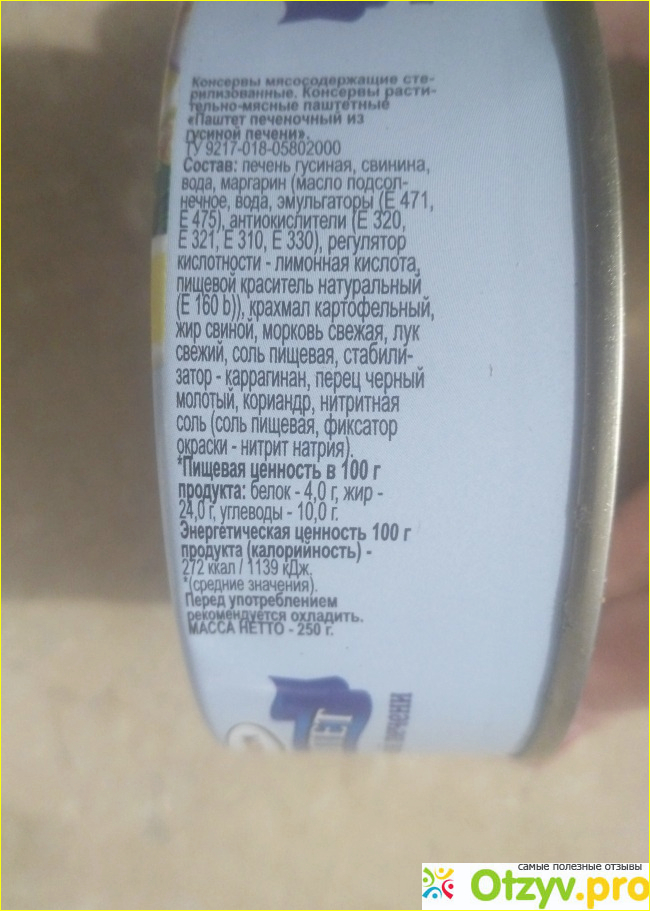 Консервы мясосодержащие сте-
рилизованные. Консервы расти-
тельно-мясные паштетные
«Паштет печеночный из
гусиной печени».
ТУ 9217-018-05802000
Состав: печень гусиная, свинина,
вода, маргарин (масло подсол-
нечное, вода, эмульгаторы (Е 471,
Е 475), антиокислители (Е 320,
Е 321, Е 310, Е 330), регулятор
кислотности - лимонная кислота,
пищевой краситель натуральный
(Е 160 b)), крахмал картофельный,
жир свиной, морковь свежая, лук
свежий, соль пищевая, стабили-
затор - каррагинан, перец черный
молотый, кориандр, нитритная
соль (соль пищевая, фиксатор
окраски - нитрит натрия).
*Пищевая ценность в 100 г
продукта: белок - 4,0 г, жир -
24,0 г, углеводы - 10,0 г.
Энергетическая ценность 100 г
продукта (калорийность) -
272 ккал / 1139 кДж.
*(средние значения).
Перед употреблением
рекомендуется охладить.
МАССА НЕТТО - 250 г.
печени
самые полезные отзывы
Otzyv.pro